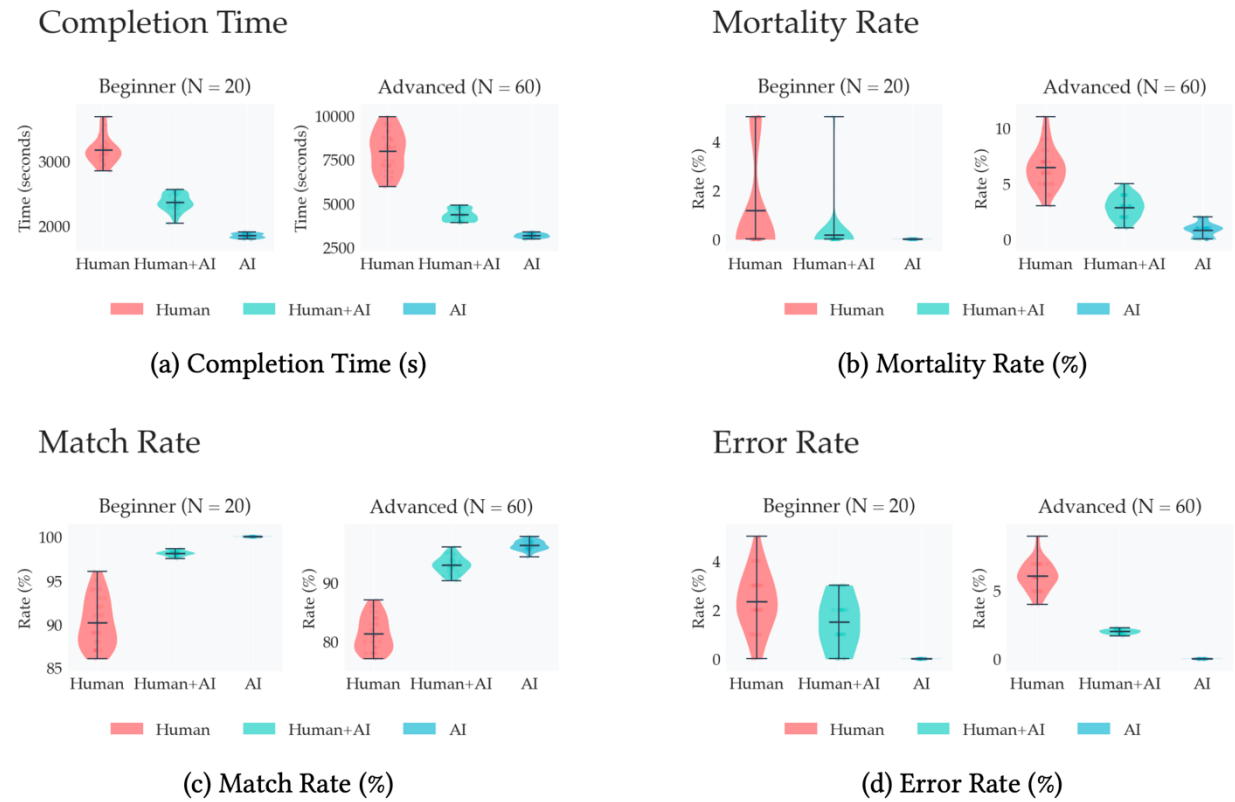 Completion Time
Mortality Rate
Beginner (N = 20)
Advanced (N = 60)
Beginner (N = 20)
Advanced (N = 60)
Time (seconds)
3000
2000
Human Human+AI AI
Time (seconds)
10000
7500
5000
2500
Human Human+AI AI
Rate (%)
4
2
0
Human Human+AI AI
Rate (%)
10
5
0
Human Human+AI AI
Human Human+AI AI
Human Human+AI AI
(a) Completion Time (s)
(b) Mortality Rate (%)
Match Rate
Error Rate
Beginner (N = 20)
Advanced (N = 60)
Beginner (N = 20)
Advanced (N = 60)
Rate (%)
100
95
90
85
Human Human+AI AI
Rate (%)
90
80
Human Human+AI AI
Rate (%)
4
2
0
Human Human+AI AI
Rate (%)
5
0
Human Human+AI AI
Human Human+AI AI
Human Human+AI AI
(c) Match Rate (%)
(d) Error Rate (%)